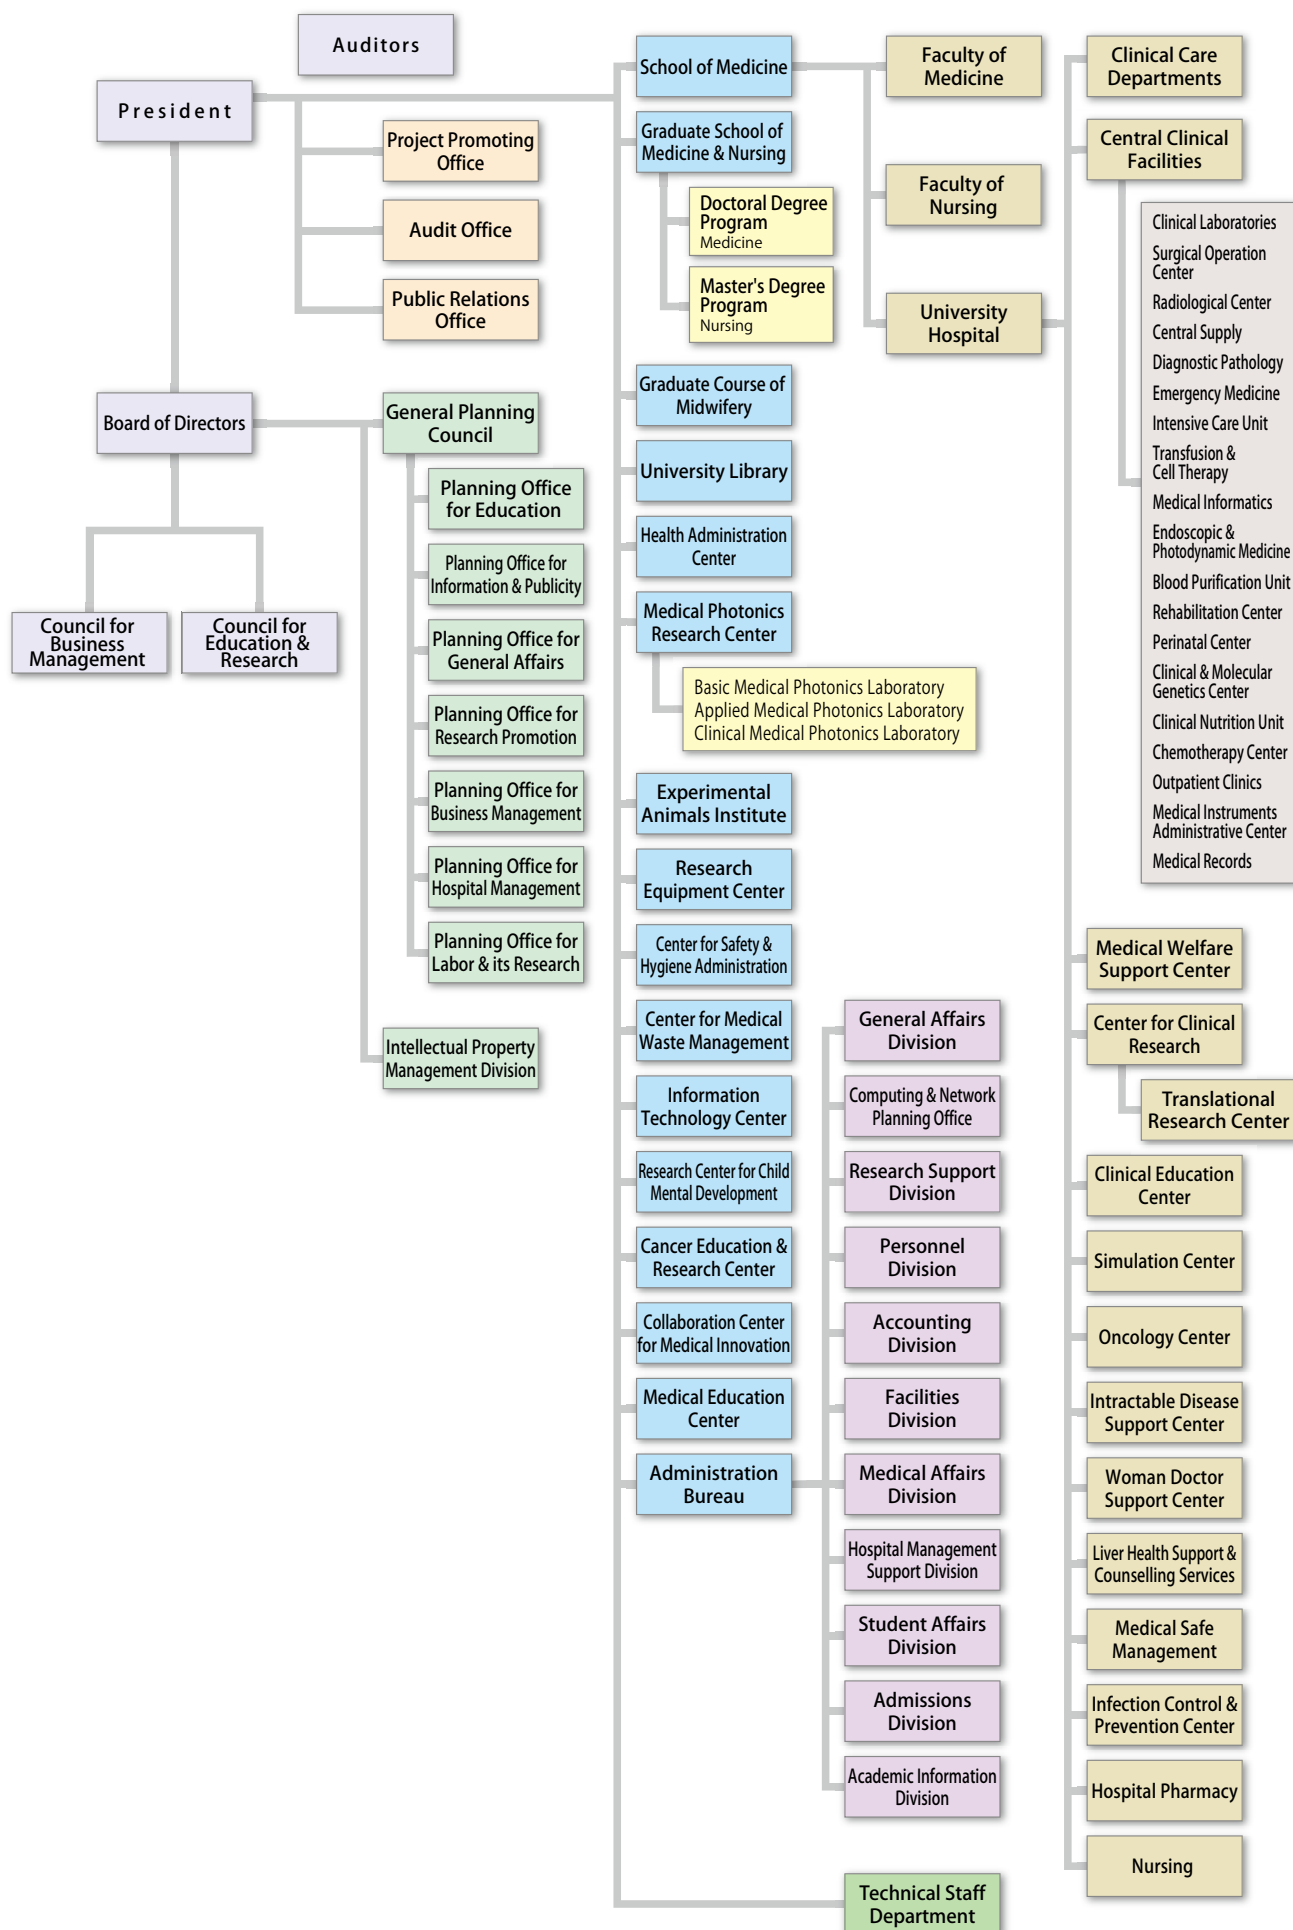 Auditors
President
Project Promoting
Office
Audit Office
Public Relations
Office
Board of Directors
General Planning
Council
Planning Office
for Education
Planning Office for
Information & Publicity
Planning Office for
General Affairs
Planning Office for
Research Promotion
Planning Office for
Business Management
Planning Office for
Hospital Management
Planning Office for
Labor & its Research
Intellectual Property
Management Division
Council for
Business
Management
Council for
Education &
Research
School of Medicine
Graduate School of
Medicine & Nursing
Doctoral Degree
Program
Medicine
Master's Degree
Program
Nursing
Graduate Course of
Midwifery
University Library
Health Administration
Center
Medical Photonics
Research Center
Basic Medical Photonics Laboratory
Applied Medical Photonics Laboratory
Clinical Medical Photonics Laboratory
Experimental
Animals Institute
Research
Equipment Center
Center for Safety &
Hygiene Administration
Center for Medical
Waste Management
Information
Technology Center
Research Center for Child
Mental Development
Cancer Education &
Research Center
Collaboration Center
for Medical Innovation
Medical Education
Center
Administration
Bureau
General Affairs
Division
Computing & Network
Planning Office
Research Support
Division
Personnel
Division
Accounting
Division
Facilities
Division
Medical Affairs
Division
Hospital Management
Support Division
Student Affairs
Division
Admissions
Division
Academic Information
Division
Technical Staff
Department
Faculty of
Medicine
Faculty of
Nursing
University
Hospital
Clinical Care
Departments
Central Clinical
Facilities
Clinical Laboratories
Surgical Operation
Center
Radiological Center
Central Supply
Diagnostic Pathology
Emergency Medicine
Intensive Care Unit
Transfusion &
Cell Therapy
Medical Informatics
Endoscopic &
Photodynamic Medicine
Blood Purification Unit
Rehabilitation Center
Perinatal Center
Clinical & Molecular
Genetics Center
Clinical Nutrition Unit
Chemotherapy Center
Outpatient Clinics
Medical Instruments
Administrative Center
Medical Records
Medical Welfare
Support Center
Center for Clinical
Research
Translational
Research Center
Clinical Education
Center
Simulation Center
Oncology Center
Intractable Disease
Support Center
Woman Doctor
Support Center
Liver Health Support &
Counselling Services
Medical Safe
Management
Infection Control &
Prevention Center
Hospital Pharmacy
Nursing